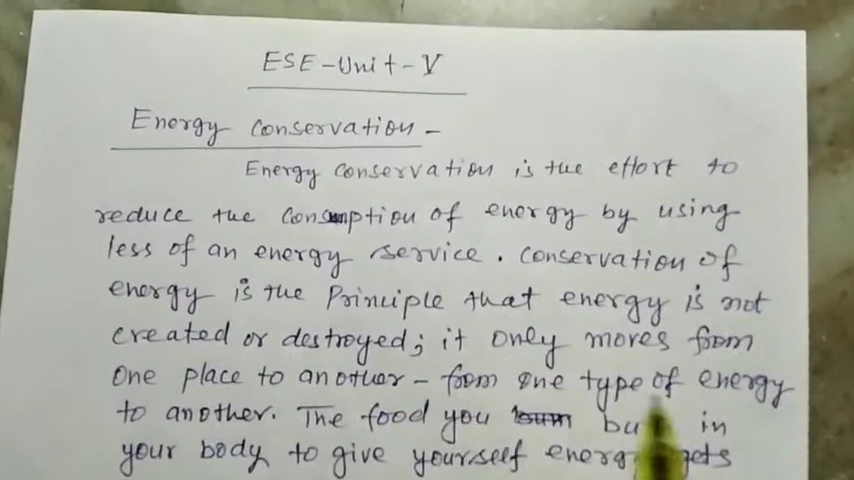 ESE-Unit-V
Energy Conservation -
Energy conservation is the effort to
reduce the consumption of energy by using
less of an energy service. Conservation of
energy is the Principle that energy is not
created or destroyed; it only moves from
one place to another - from one type of energy
to another. The food you bu in
your body to give yourself energ gets